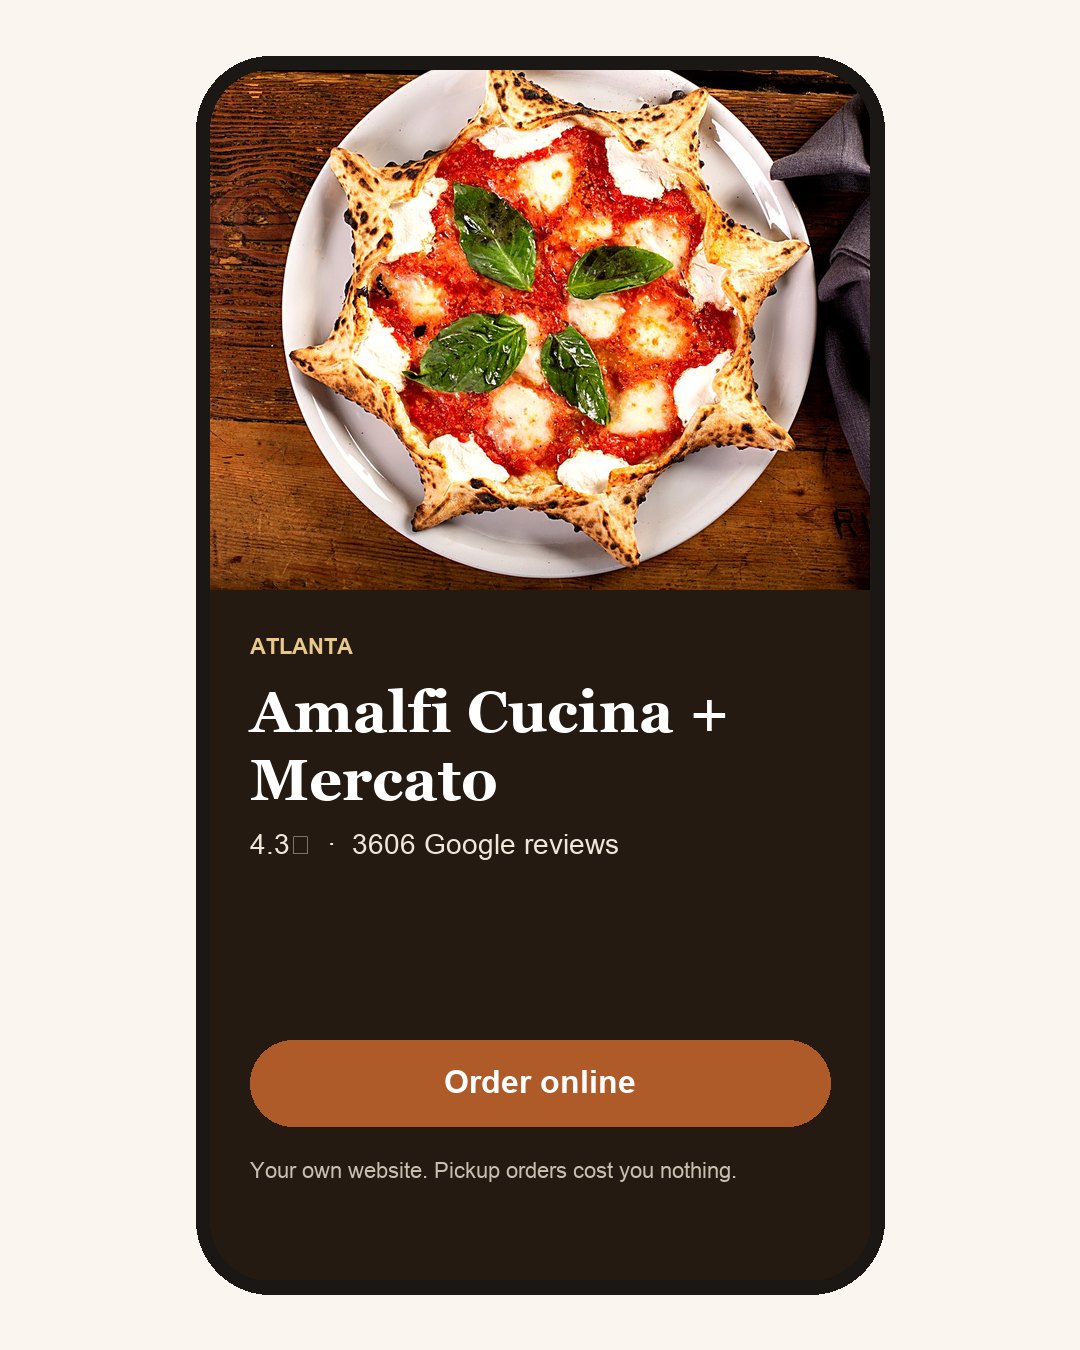 ATLANTA
Amalfi Cucina +
Mercato
4.3□ · 3606 Google reviews
Order online
Your own website. Pickup orders cost you nothing.